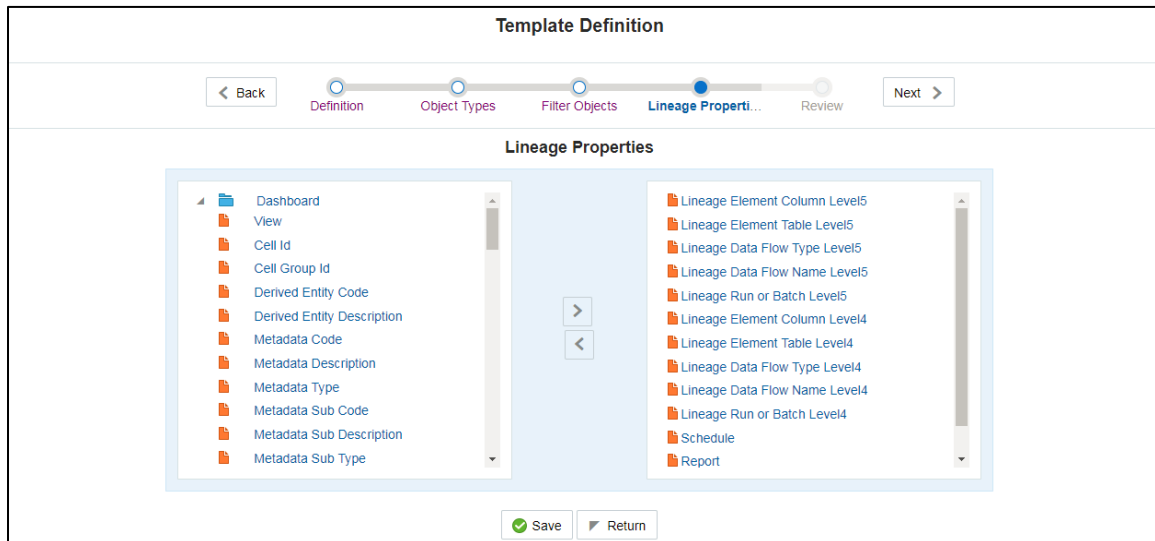 Template Definition
Back
Definition
Object Types
Filter Objects
Lineage Properti...
Review
Next
Lineage Properties
Dashboard
View
Cell Id
Cell Group Id
Derived Entity Code
Derived Entity Description
Metadata Code
Metadata Description
Metadata Type
Metadata Sub Code
Metadata Sub Description
Metadata Sub Type
Lineage Element Column Level5
Lineage Element Table Level5
Lineage Data Flow Type Level5
Lineage Data Flow Name Level5
Lineage Run or Batch Level5
Lineage Element Column Level4
Lineage Element Table Level4
Lineage Data Flow Type Level4
Lineage Data Flow Name Level4
Lineage Run or Batch Level4
Schedule
Report
Save
Return